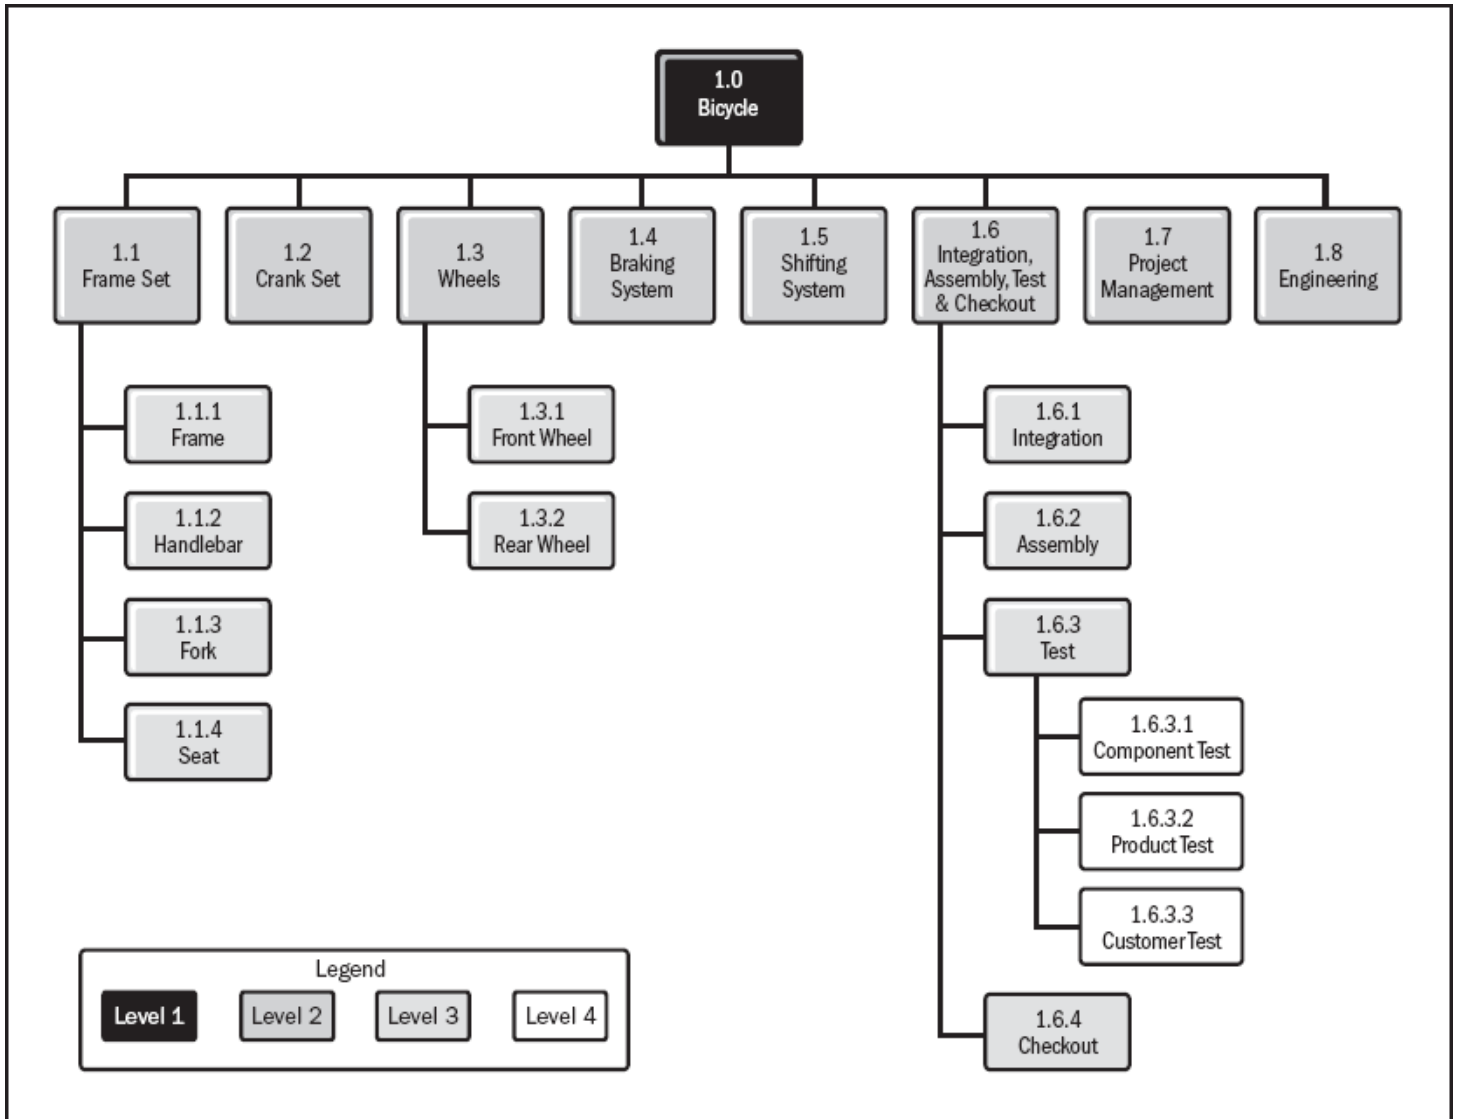 1.0
Bicycle
1.1
Frame Set
1.2
Crank Set
1.3
Wheels
1.4
Braking
System
1.5
Shifting
System
1.6
Integration,
Assembly, Test
& Checkout
1.7
Project
Management
1.8
Engineering
1.1.1
Frame
1.1.2
Handlebar
1.1.3
Fork
1.1.4
Seat
1.3.1
Front Wheel
1.3.2
Rear Wheel
1.6.1
Integration
1.6.2
Assembly
1.6.3
Test
1.6.3.1
Component Test
1.6.3.2
Product Test
1.6.3.3
Customer Test
1.6.4
Checkout
Legend
Level 1
Level 2
Level 3
Level 4